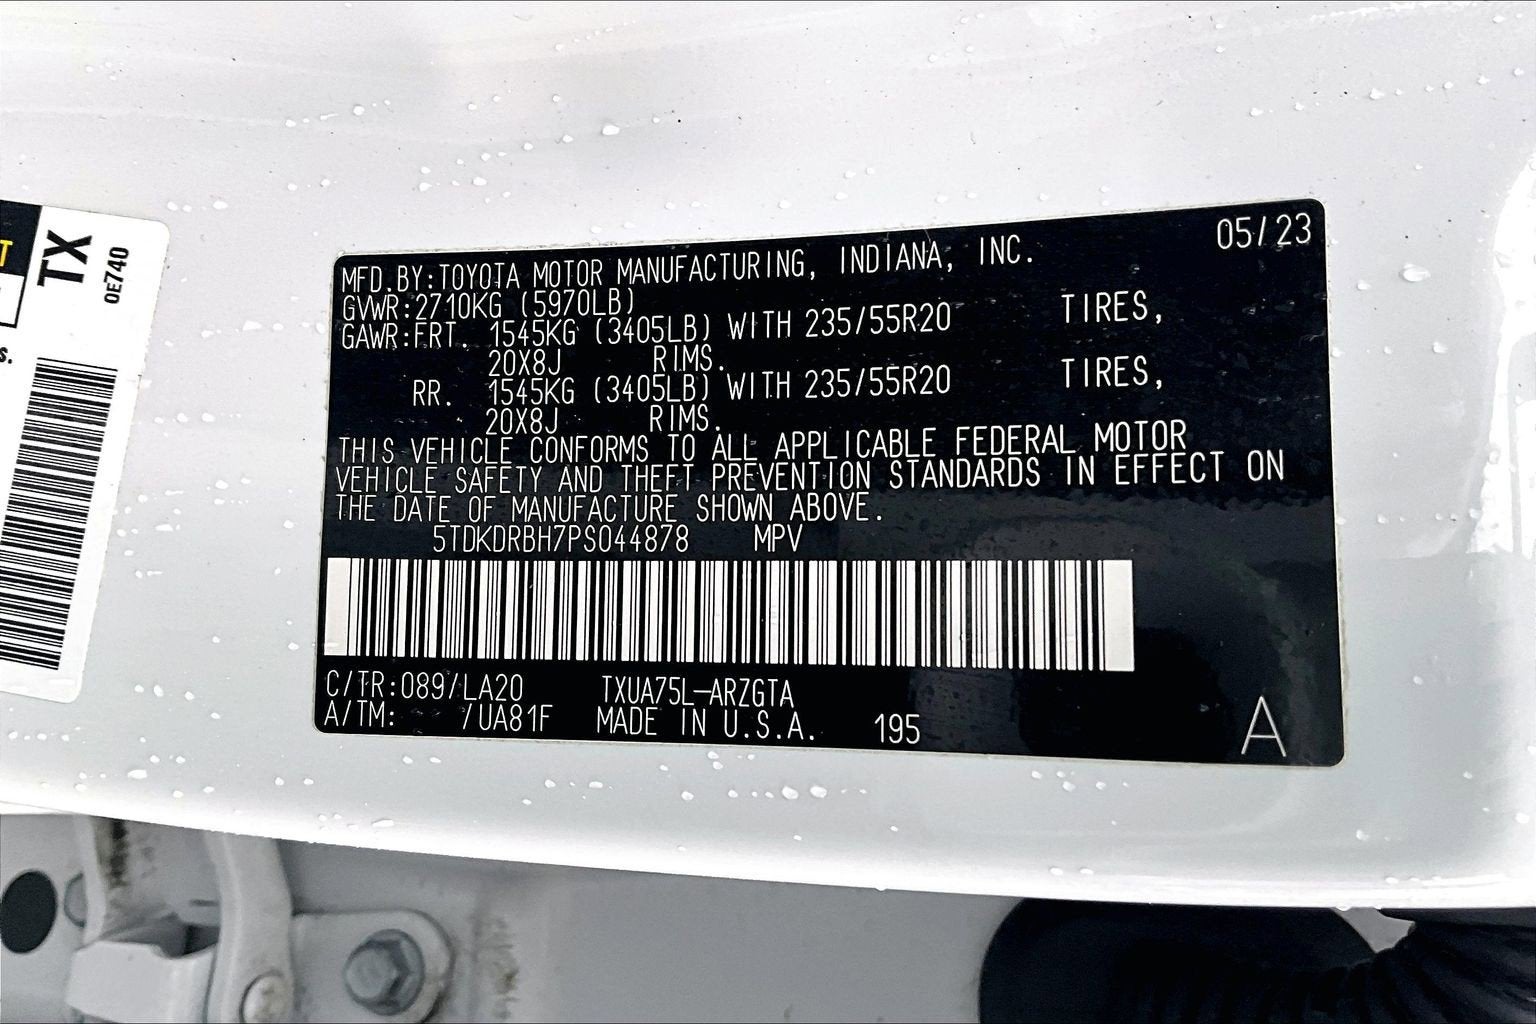 T
TX
OE740
S.
05/23
MFD.BY:TOYOTA MOTOR MANUFACTURING, INDIANA, INC.
GVWR:2710KG (5970LB)
GAWR:FRT. 1545KG (3405LB) WITH 235/55R20 TIRES,
20X8J RIMS.
RR. 1545KG (3405LB) WITH 235/55R20 TIRES,
20X8J RIMS.
THIS VEHICLE CONFORMS TO ALL APPLICABLE FEDERAL MOTOR
VEHICLE SAFETY AND THEFT PREVENTION STANDARDS IN EFFECT ON
THE DATE OF MANUFACTURE SHOWN ABOVE.
5TDKDRBH7PS044878 MPV
C/TR:089/LA20 TXUA75L-ARZGTA
A/TM: /UA81F MADE IN U.S.A. 195 A